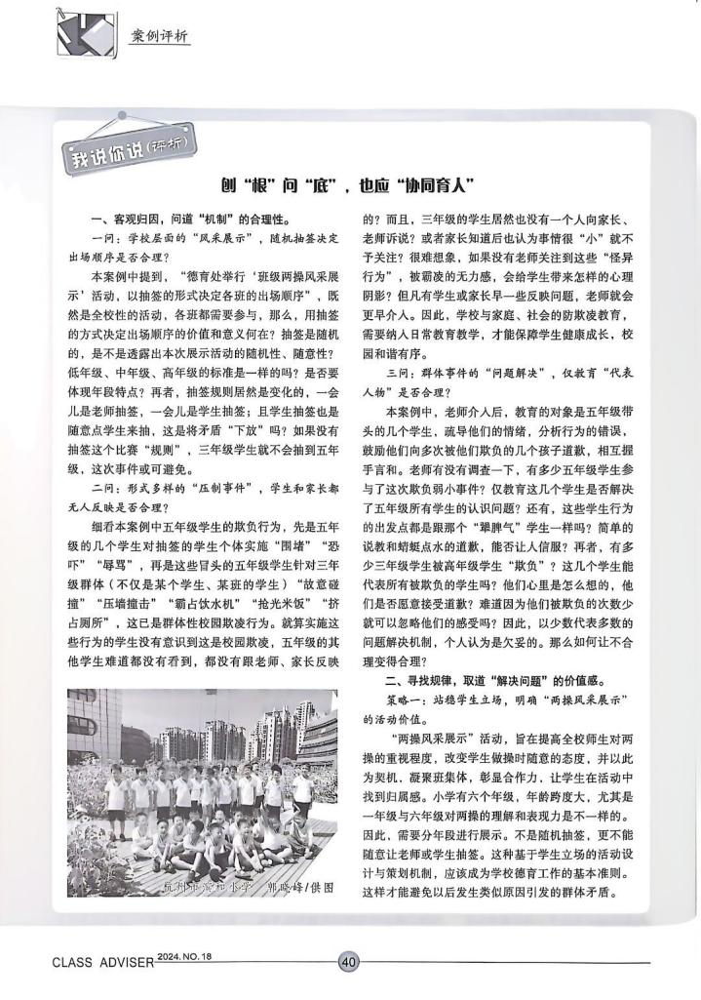 案例评析
我说你说(评析)
刨“根”问“底”，也应“协同育人”
一、客观归因，问道“机制”的合理性。
一问：学校层面的“风采展示”，随机抽签决定
出场顺序是否合理？
本案例中提到，“德育处举行‘班级两操风采展
示’活动，以抽签的形式决定各班的出场顺序”，既
然是全校性的活动，各班都需要参与，那么，用抽签
的方式决定出场顺序的价值和意义何在？抽签是随机
的，是不是透露出本次展示活动的随机性、随意性？
低年级、中年级、高年级的标准是一样的吗？是否要
体现年段特点？再者，抽签规则居然是变化的，一会
儿是老师抽签，一会儿是学生抽签；且学生抽签也是
随意点学生来抽，这是将矛盾“下放”吗？如果没有
抽签这个比赛“规则”，三年级学生就不会抽到五年
级，这次事件或可避免。
二问：形式多样的“压制事件”，学生和家长都
无人反映是否合理？
细看本案例中五年级学生的欺负行为，先是五年
级的几个学生对抽签的学生个体实施“围堵”“恐
吓”“辱骂”，再是这些冒头的五年级学生针对三年
级群体（不仅是某个学生、某班的学生）“故意碰
撞”“压墙撞击”“霸占饮水机”“抢光米饭”“挤
占厕所”，这已是群体性校园欺凌行为。就算实施这
些行为的学生没有意识到这是校园欺凌，五年级的其
他学生难道都没有看到，都没有跟老师、家长反映
杭州市滨和小学 郭晓峰/供图
的？而且，三年级的学生居然也没有一个人向家长、
老师诉说？或者家长知道后也认为事情很“小”就不
予关注？很难想象，如果没有老师关注到这些“怪异
行为”，被霸凌的无力感，会给学生带来怎样的心理
阴影？但凡有学生或家长早一些反映问题，老师就会
更早介入。因此，学校与家庭、社会的防欺凌教育，
需要纳入日常教育教学，才能保障学生健康成长，校
园和谐有序。
三问：群体事件的“问题解决”，仅教育“代表
人物”是否合理？
本案例中，老师介入后，教育的对象是五年级带
头的几个学生，疏导他们的情绪，分析行为的错误，
鼓励他们向多次被他们欺负的几个孩子道歉，相互握
手言和。老师有没有调查一下，有多少五年级学生参
与了这次欺负弱小事件？仅教育这几个学生是否解决
了五年级所有学生的认识问题？还有，这些学生行为
的出发点都是跟那个“犟脾气”学生一样吗？简单的
说教和蜻蜓点水的道歉，能否让人信服？再者，有多
少三年级学生被高年级学生“欺负”？这几个学生能
代表所有被欺负的学生吗？他们心里是怎么想的，他
们是否愿意接受道歉？难道因为他们被欺负的次数少
就可以忽略他们的感受吗？因此，以少数代表多数的
问题解决机制，个人认为是欠妥的。那么如何让不合
理变得合理？
二、寻找规律，取道“解决问题”的价值感。
策略一：站稳学生立场，明确“两操风采展示”
的活动价值。
“两操风采展示”活动，旨在提高全校师生对两
操的重视程度，改变学生做操时随意的态度，并以此
为契机，凝聚班集体，彰显合作力，让学生在活动中
找到归属感。小学有六个年级，年龄跨度大，尤其是
一年级与六年级对两操的理解和表现力是不一样的。
因此，需要分年段进行展示。不是随机抽签，更不能
随意让老师或学生抽签。这种基于学生立场的活动设
计与策划机制，应该成为学校德育工作的基本准则。
这样才能避免以后发生类似原因引发的群体矛盾。
CLASS ADVISER 2024. NO. 18
40